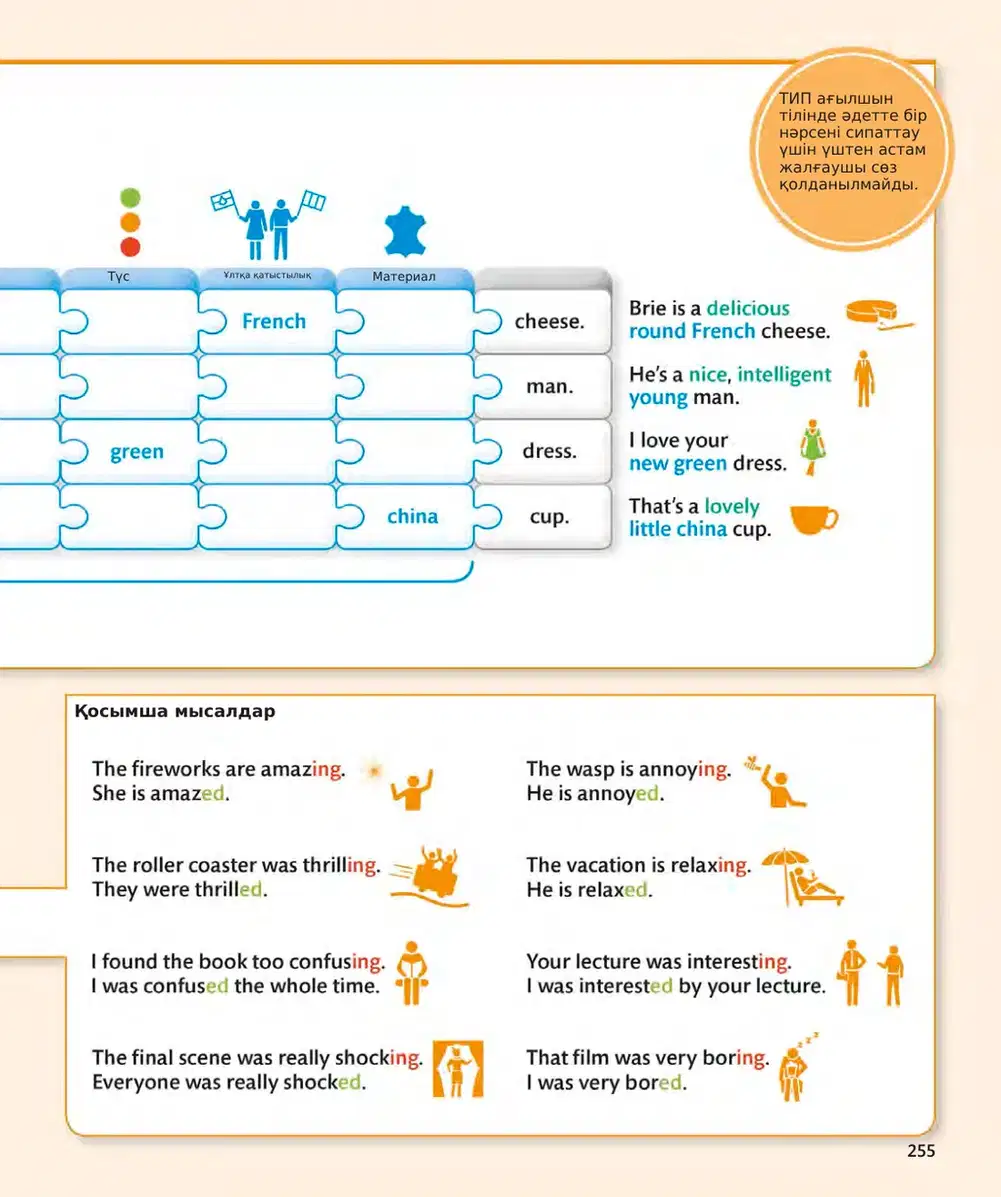 ТИП ағылшын
тілінде әдетте бір
нәрсені сипаттау
үшін үштен астам
жалғаушы сөз
қолданылмайды.
Түс
Ұлтқа қатыстылық
Материал
French
cheese.
Brie is a delicious
round French cheese.
man.
He's a nice, intelligent
young man.
green
dress.
I love your
new green dress.
china
cup.
That's a lovely
little china cup.
Қосымша мысалдар
The fireworks are amazing.
She is amazed.
The wasp is annoying.
He is annoyed.
The roller coaster was thrilling.
They were thrilled.
The vacation is relaxing.
He is relaxed.
I found the book too confusing.
I was confused the whole time.
Your lecture was interesting.
I was interested by your lecture.
The final scene was really shocking.
Everyone was really shocked.
That film was very boring.
I was very bored.
z z z
255